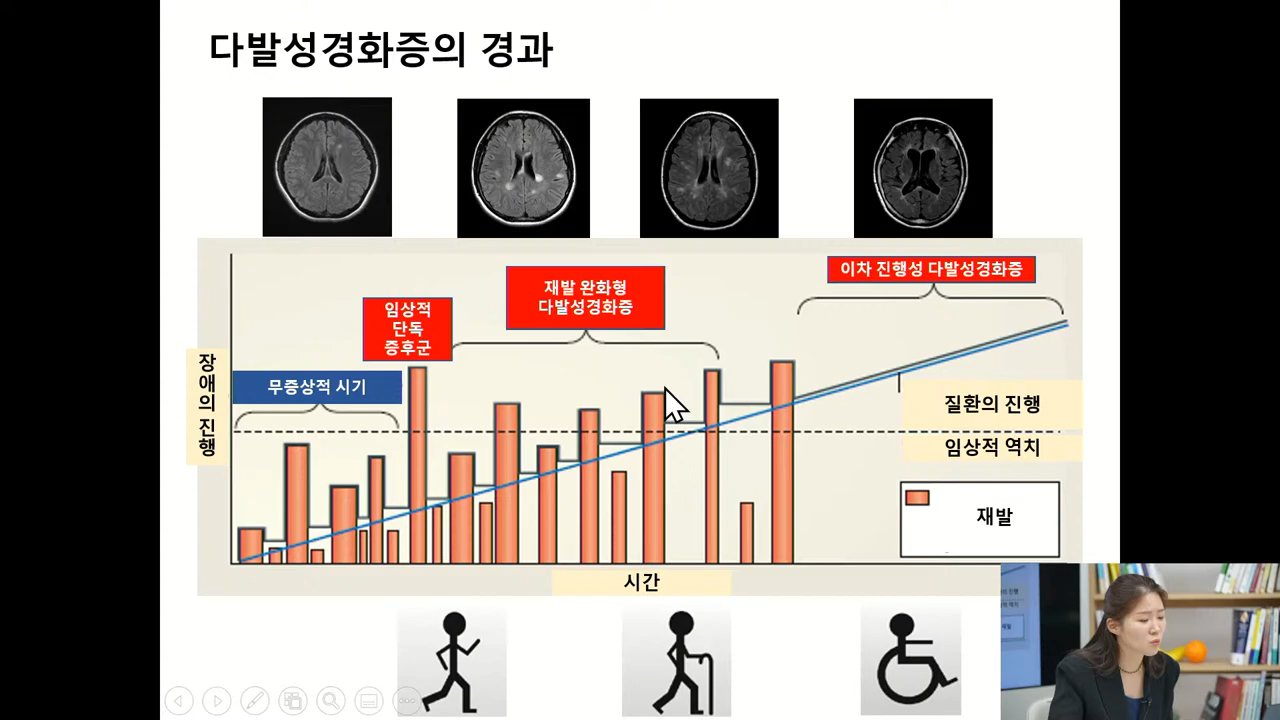 다발성경화증의 경과
이차 진행성 다발성경화증
재발 완화형
다발성경화증
임상적
단독
증후군
무증상적 시기
장애의 진행
질환의 진행
임상적 역치
재발
시간